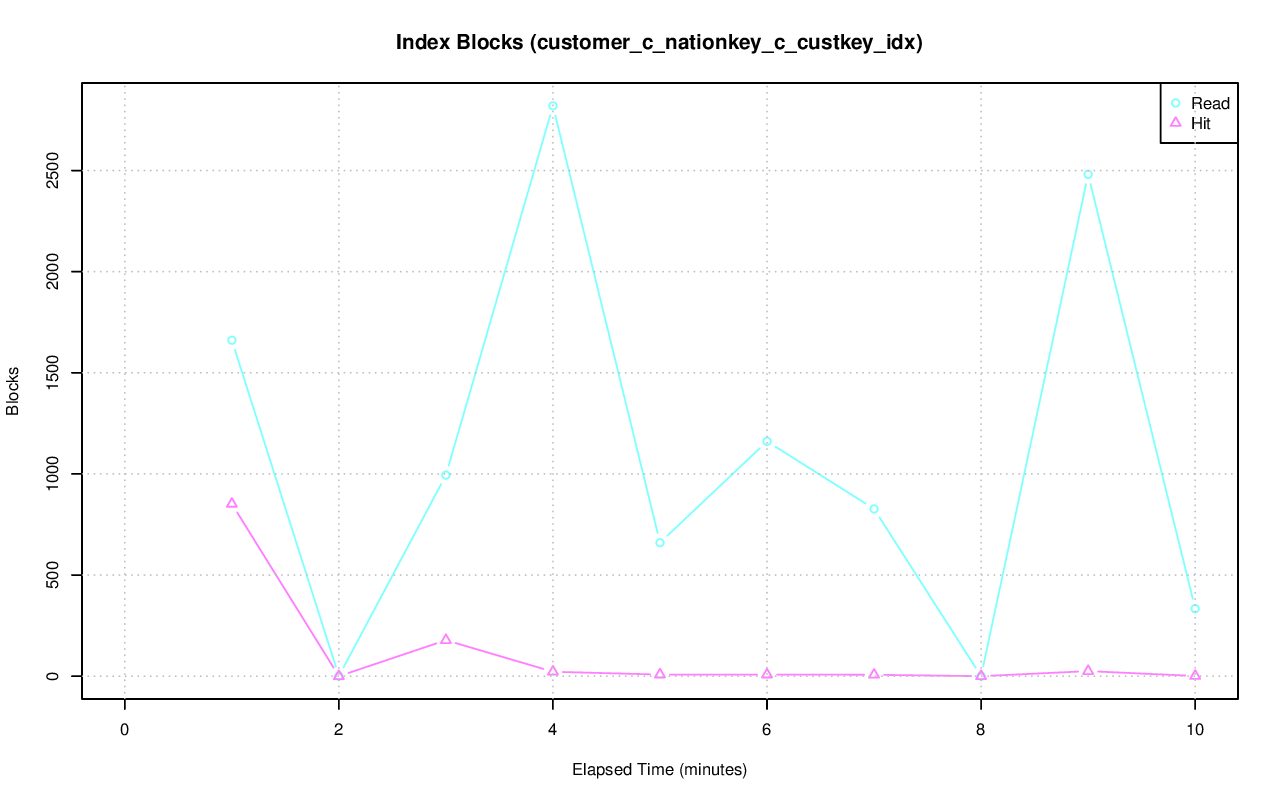 Index Blocks (customer_c_nationkey_c_custkey_idx)
Read
Hit
2500
2000
1500
1000
500
0
Blocks
0 2 4 6 8 10
Elapsed Time (minutes)